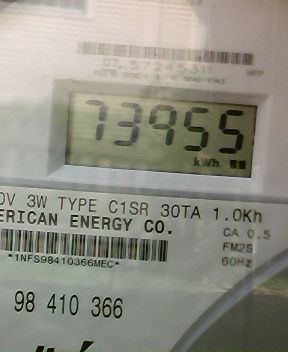 73955
kWh
0V 3W TYPE C1SR 30TA 1.0Kh
ERICAN ENERGY CO.
CA 0.5
FM2S
60Hz
*1NFS98410366MEC*
98 410 366